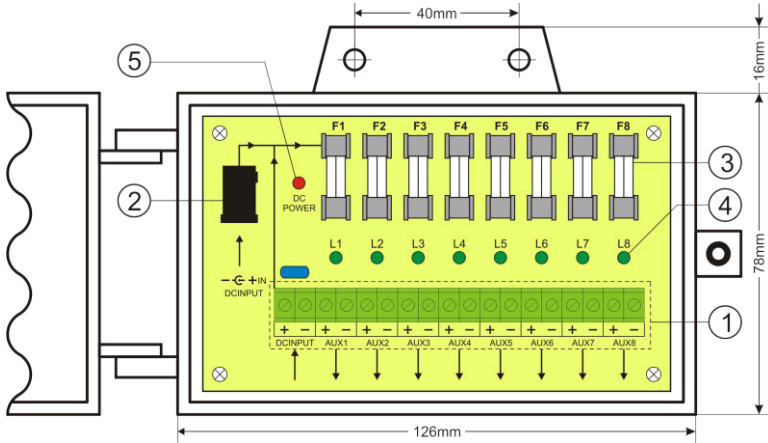 40mm
16mm
5
F1 F2 F3 F4 F5 F6 F7 F8
2
3
DC
POWER
4
L1 L2 L3 L4 L5 L6 L7 L8
78mm
− + IN
DCINPUT
1
+ − + − + − + − + − + − + − + − + −
DCINPUT AUX1 AUX2 AUX3 AUX4 AUX5 AUX6 AUX7 AUX8
126mm